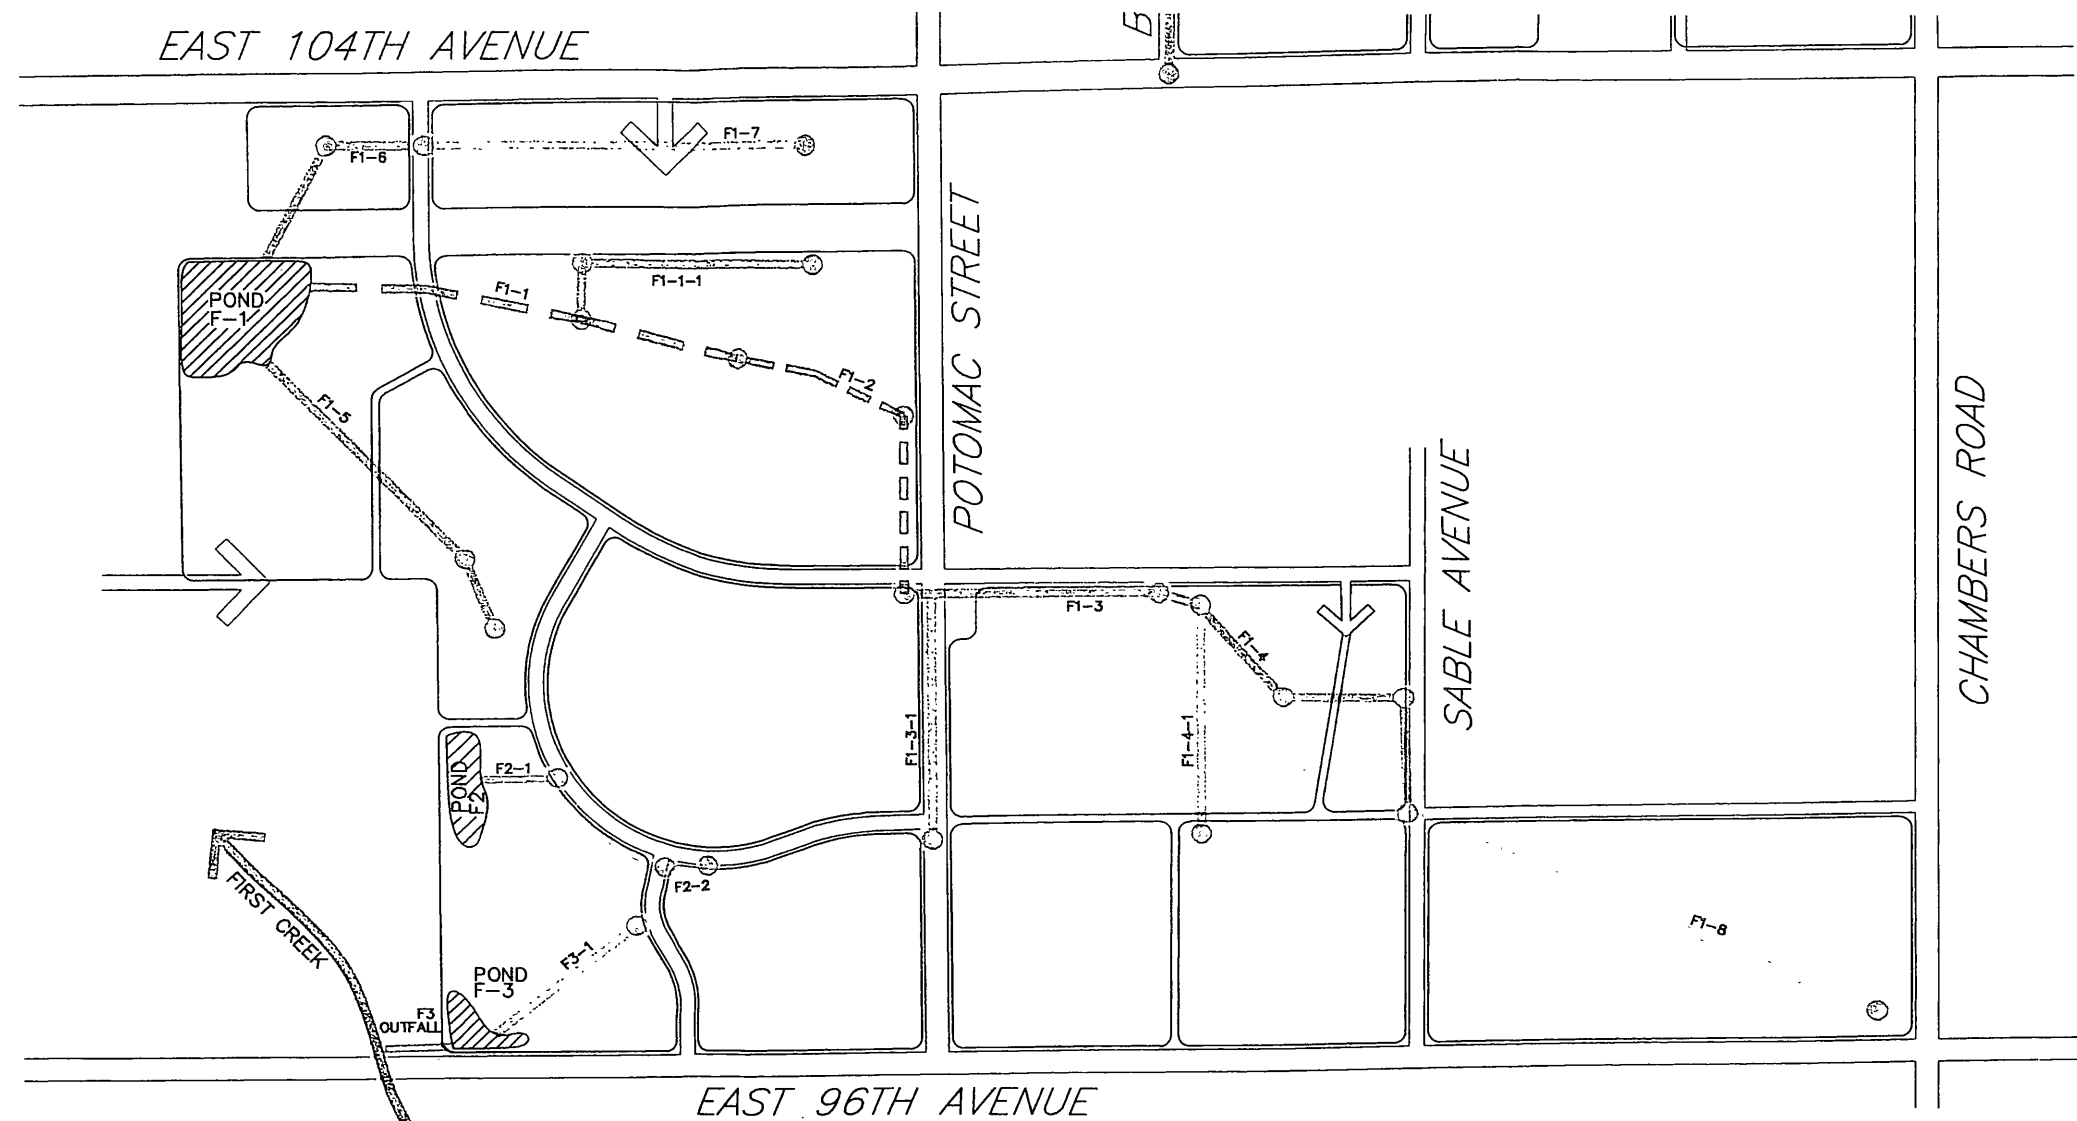 B
EAST 104TH AVENUE
F1-7
F1-6
POTOMAC STREET
F1-1-1
F1-1
POND
F-1
F1-2
F1-5
CHAMBERS ROAD
SABLE AVENUE
F1-3
F1-4
F1-3-1
F1-4-1
F2-1
POND
F2
F2-2
FIRST CREEK
F1-8
F3-1
POND
F-3
F3
OUTFALL
EAST 96TH AVENUE